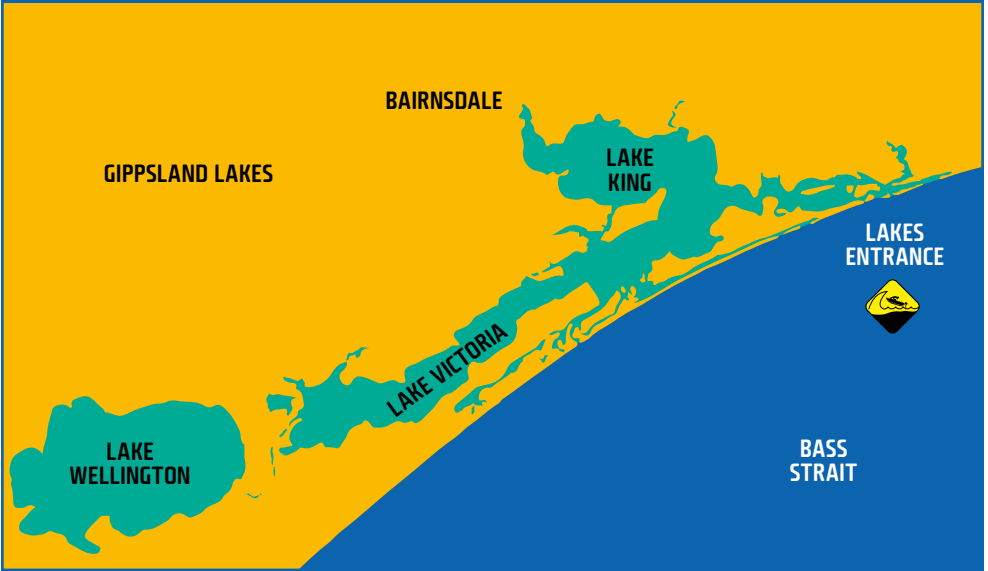 BAIRNSDALE
GIPPSLAND LAKES
LAKE
KING
LAKES
ENTRANCE
LAKE VICTORIA
LAKE
WELLINGTON
BASS
STRAIT